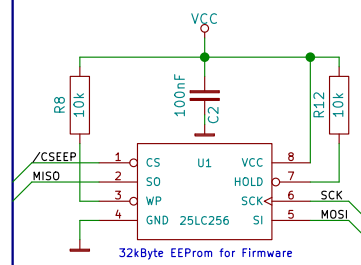 VCC
R8
10k
100nF
C2
R12
10k
/CSEEP
1
CS
U1
VCC
8
MISO
2
SO
HOLD
7
3
WP
SCK
6
SCK
4
GND
25LC256
SI
5
MOSI
32kByte EEProm for Firmware